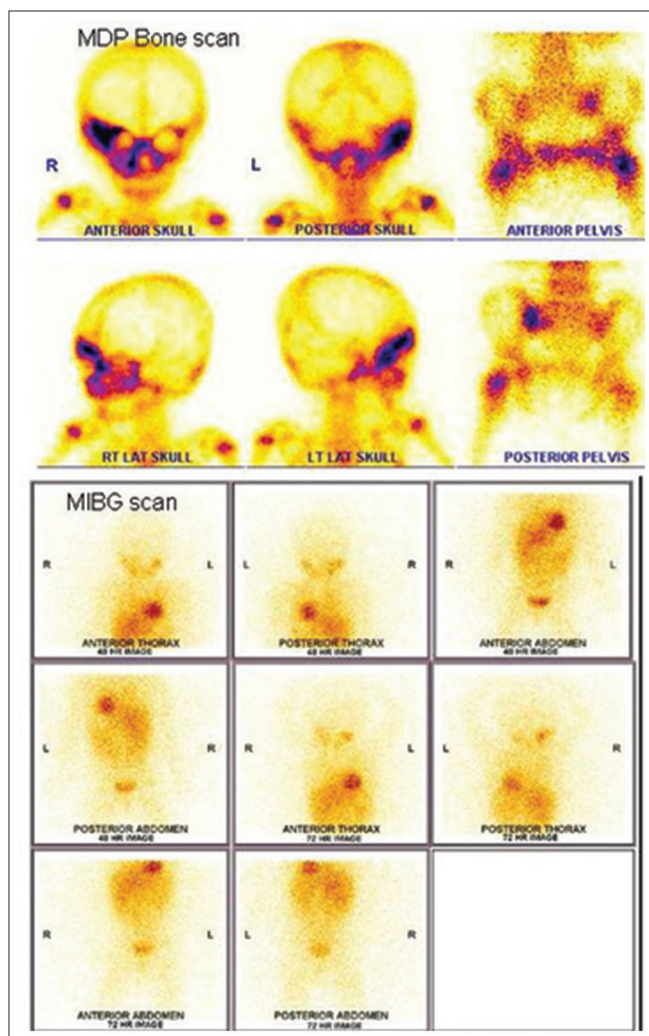 MDP Bone scan
R L
ANTERIOR SKULL POSTERIOR SKULL ANTERIOR PELVIS
RT LAT SKULL LT LAT SKULL POSTERIOR PELVIS
MIBG scan
R L L R R L
ANTERIOR THORAX POSTERIOR THORAX ANTERIOR ABDOMEN
48 HR IMAGE 48 HR IMAGE 48 HR IMAGE
L R R L L R
POSTERIOR ABDOMEN ANTERIOR THORAX POSTERIOR THORAX
48 HR IMAGE 72 HR IMAGE 72 HR IMAGE
R L L R
ANTERIOR ABDOMEN POSTERIOR ABDOMEN
72 HR IMAGE 72 HR IMAGE